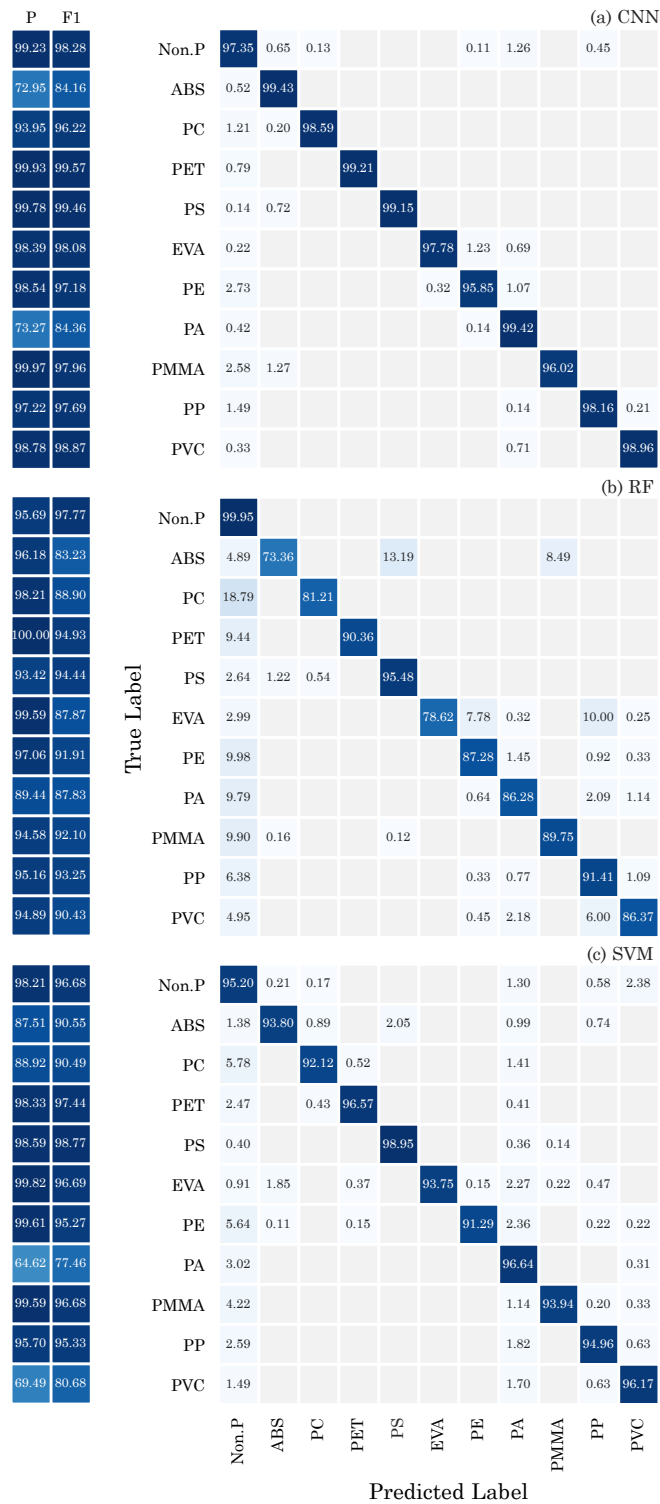 P F1 (a) CNN
99.23 98.28 Non.P 97.35 0.65 0.13 0.11 1.26 0.45
72.95 84.16 ABS 0.52 99.43
93.95 96.22 PC 1.21 0.20 98.59
99.93 99.57 PET 0.79 99.21
99.78 99.46 PS 0.14 0.72 99.15
98.39 98.08 EVA 0.22 97.78 1.23 0.69
98.54 97.18 PE 2.73 0.32 95.85 1.07
73.27 84.36 PA 0.42 0.14 99.42
99.97 97.96 PMMA 2.58 1.27 96.02
97.22 97.69 PP 1.49 0.14 98.16 0.21
98.78 98.87 PVC 0.33 0.71 98.96
(b) RF
95.69 97.77 Non.P 99.95
96.18 83.23 ABS 4.89 73.36 13.19 8.49
98.21 88.90 PC 18.79 81.21
100.00 94.93 PET 9.44 90.36
93.42 94.44 PS 2.64 1.22 0.54 95.48
99.59 87.87 EVA 2.99 78.62 7.78 0.32 10.00 0.25
97.06 91.91 PE 9.98 87.28 1.45 0.92 0.33
89.44 87.83 PA 9.79 0.64 86.28 2.09 1.14
94.58 92.10 PMMA 9.90 0.16 0.12 89.75
95.16 93.25 PP 6.38 0.33 0.77 91.41 1.09
94.89 90.43 PVC 4.95 0.45 2.18 6.00 86.37
True Label
(c) SVM
98.21 96.68 Non.P 95.20 0.21 0.17 1.30 0.58 2.38
87.51 90.55 ABS 1.38 93.80 0.89 2.05 0.99 0.74
88.92 90.49 PC 5.78 92.12 0.52 1.41
98.33 97.44 PET 2.47 0.43 96.57 0.41
98.59 98.77 PS 0.40 98.95 0.36 0.14
99.82 96.69 EVA 0.91 1.85 0.37 93.75 0.15 2.27 0.22 0.47
99.61 95.27 PE 5.64 0.11 0.15 91.29 2.36 0.22 0.22
64.62 77.46 PA 3.02 96.64 0.31
99.59 96.68 PMMA 4.22 1.14 93.94 0.20 0.33
95.70 95.33 PP 2.59 1.82 94.96 0.63
69.49 80.68 PVC 1.49 1.70 0.63 96.17
Non.P ABS PC PET PS EVA PE PA PMMA PP PVC
Predicted Label